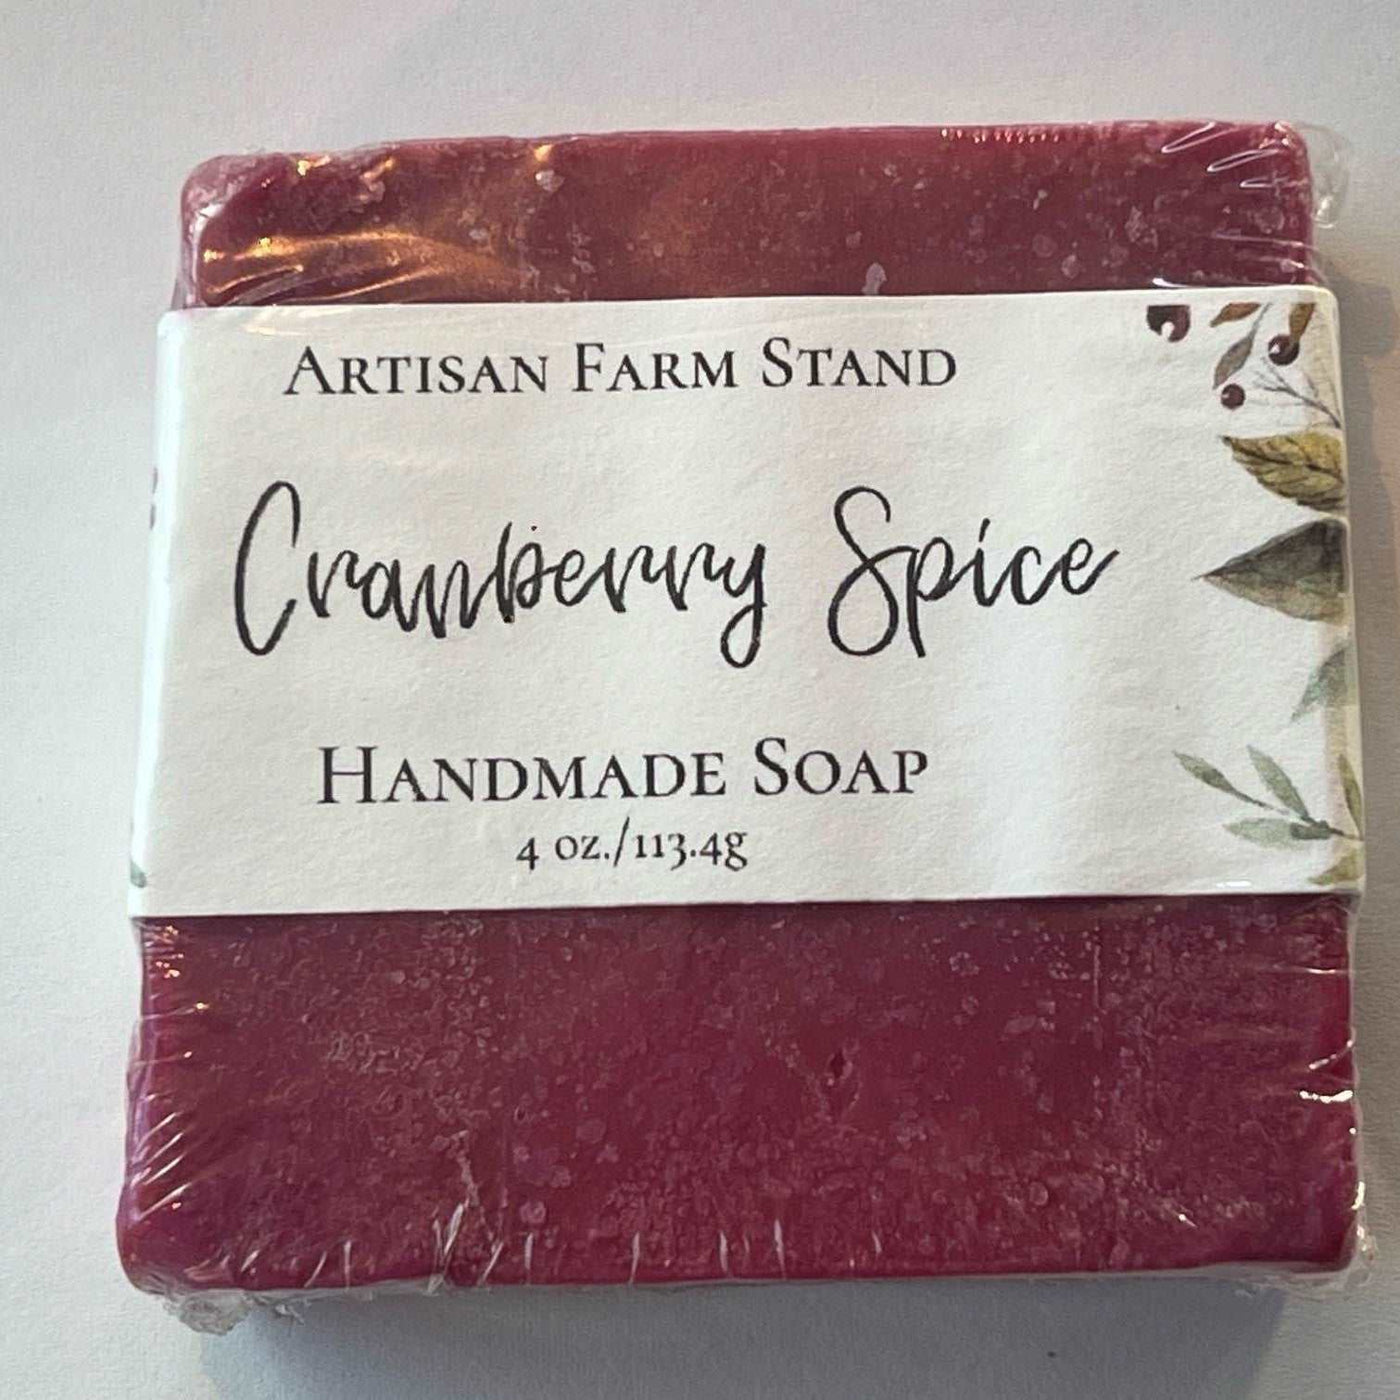 Artisan Farm Stand
Cranberry Spice
Handmade Soap
4 oz./113.4g